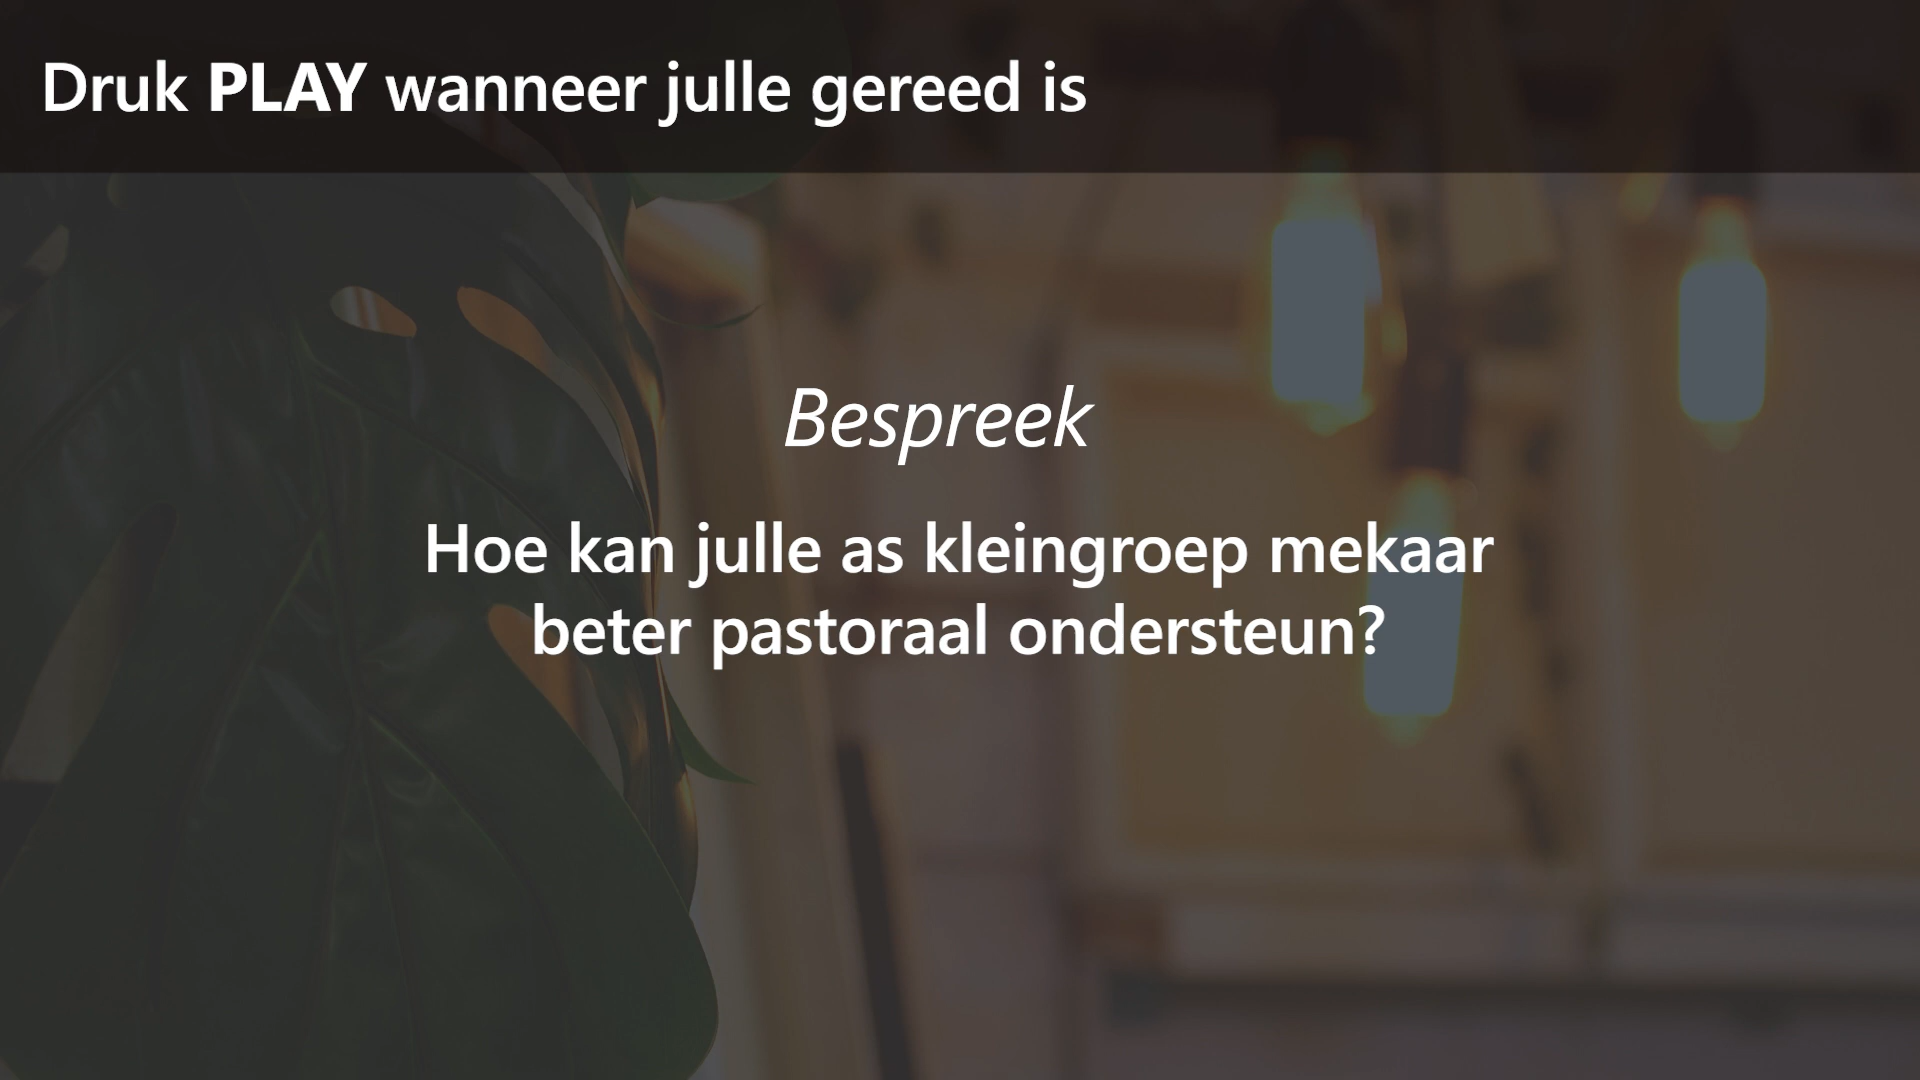 Druk PLAY wanneer julle gereed is
Bespreek
Hoe kan julle as kleingroep mekaar
beter pastoraal ondersteun?